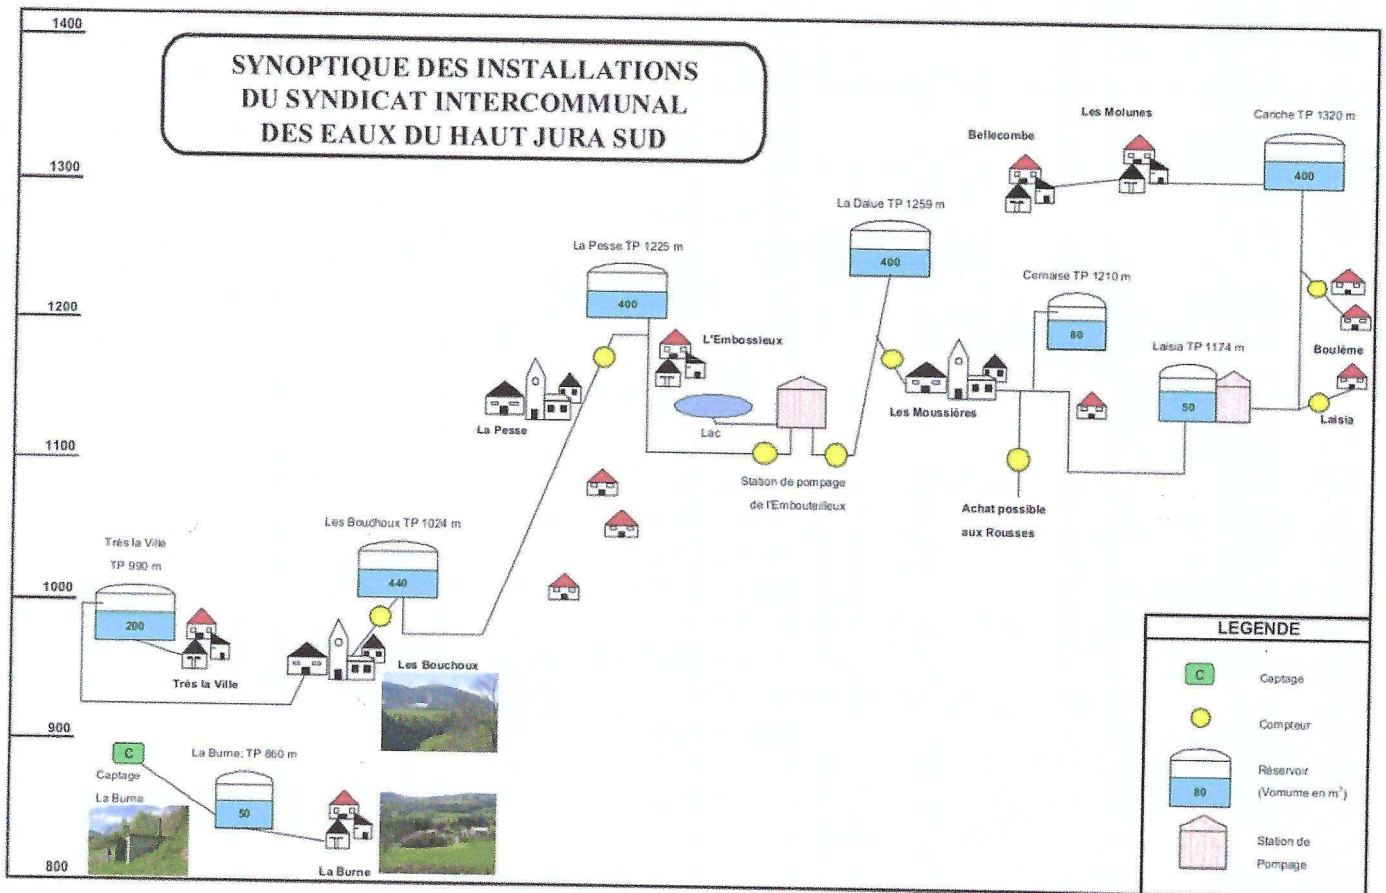 1400
SYNOPTIQUE DES INSTALLATIONS
DU SYNDICAT INTERCOMMUNAL
DES EAUX DU HAUT JURA SUD
1300
1200
1100
1000
900
800
Bellecombe
Les Molunes
Cariche TP 1320 m
400
La Dalue TP 1259 m
400
La Pesse TP 1225 m
400
Cernaise TP 1210 m
80
L'Embossieux
Laisia TP 1174 m
50
Boulème
Laisia
La Pesse
Lac
Les Moussières
Station de pompage
de l'Embouteilleux
Achat possible
aux Rousses
Les Bouchoux TP 1024 m
440
Très la Ville
TP 990 m
200
Très la Ville
Les Bouchoux
C
Captage
La Burna
La Burne; TP 860 m
50
La Burne
LEGENDE
C
Captage
Compteur
80
Réservoir
(Vomume en m³)
Station de
Pompage